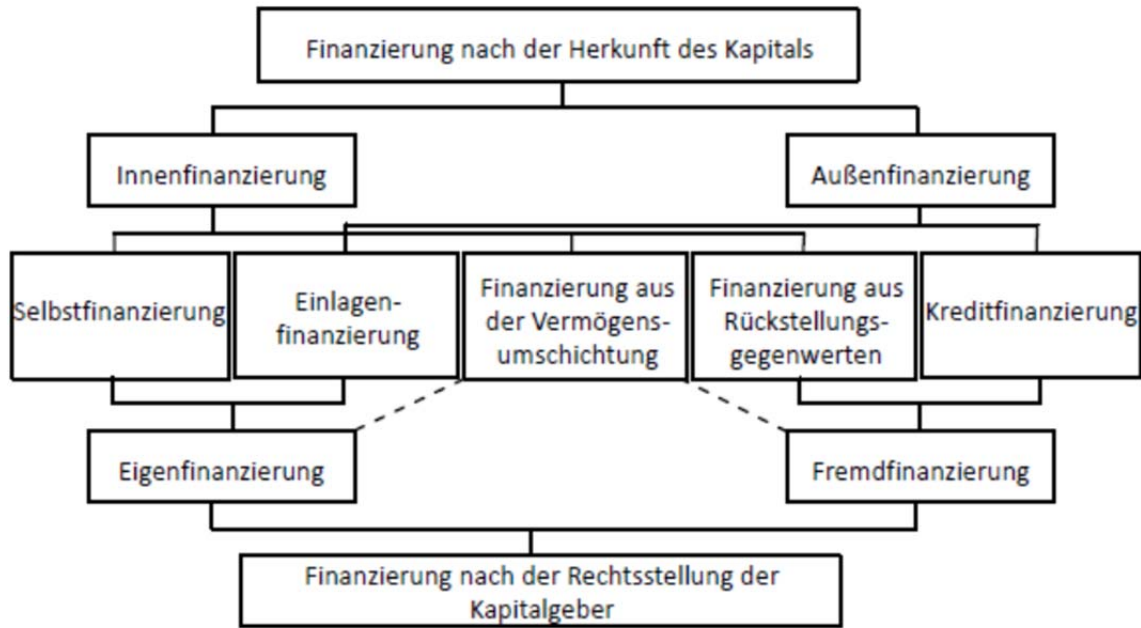 Finanzierung nach der Herkunft des Kapitals
Innenfinanzierung
Außenfinanzierung
Selbstfinanzierung
Einlagen-
finanzierung
Finanzierung aus
der Vermögens-
umschichtung
Finanzierung aus
Rückstellungs-
gegenwerten
Kreditfinanzierung
Eigenfinanzierung
Fremdfinanzierung
Finanzierung nach der Rechtsstellung der
Kapitalgeber